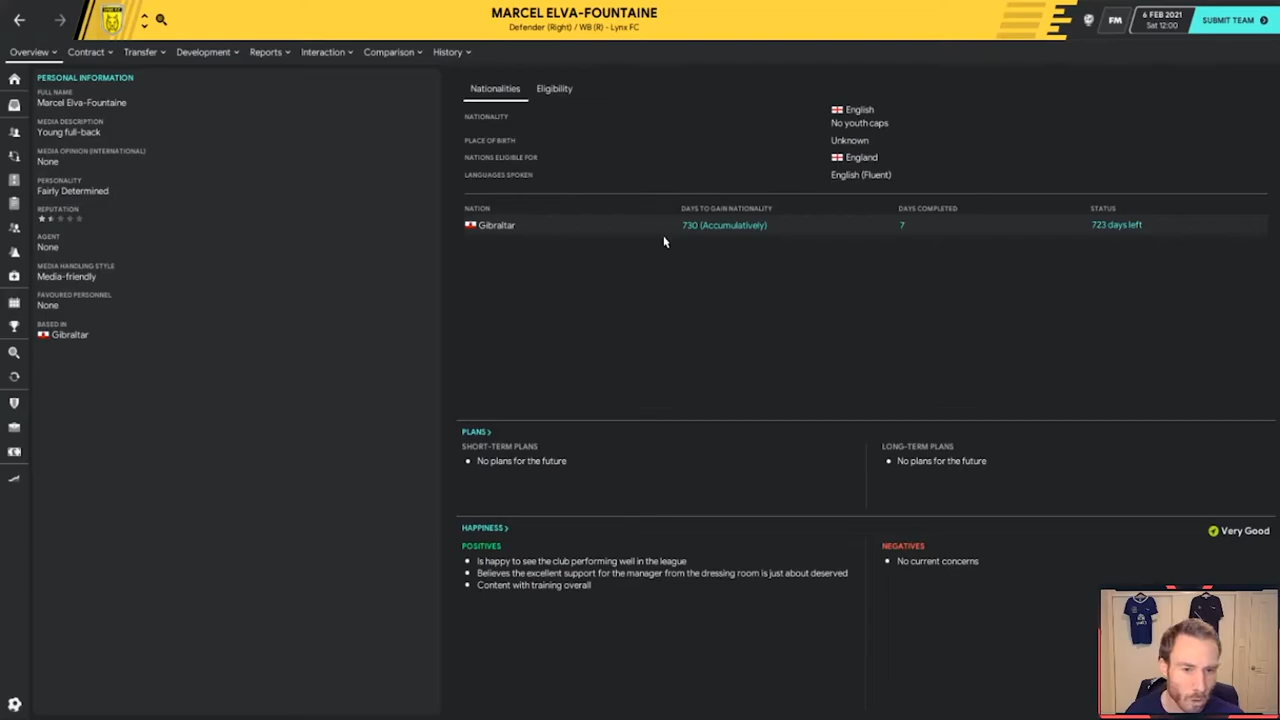 MARCEL ELVA-FOUNTAINE
Defender (Right) / WB (R) - Lynx FC
FM
6 FEB 2021
Sat 12:00
SUBMIT TEAM
Overview
Contract
Transfer
Development
Reports
Interaction
Comparison
History
PERSONAL INFORMATION
FULL NAME
Marcel Elva-Fountaine
MEDIA DESCRIPTION
Young full-back
MEDIA OPINION (INTERNATIONAL)
None
PERSONALITY
Fairly Determined
REPUTATION
AGENT
None
MEDIA HANDLING STYLE
Media-friendly
FAVOURED PERSONNEL
None
BASED IN
Gibraltar
Nationalities Eligibility
NATIONALITY English
No youth caps
PLACE OF BIRTH Unknown
NATIONS ELIGIBLE FOR England
LANGUAGES SPOKEN English (Fluent)
NATION DAYS TO GAIN NATIONALITY DAYS COMPLETED STATUS
Gibraltar 730 (Accumulatively) 7 723 days left
PLANS >
SHORT-TERM PLANS
No plans for the future
LONG-TERM PLANS
No plans for the future
HAPPINESS >
Very Good
POSITIVES
Is happy to see the club performing well in the league
Believes the excellent support for the manager from the dressing room is just about deserved
Content with training overall
NEGATIVES
No current concerns